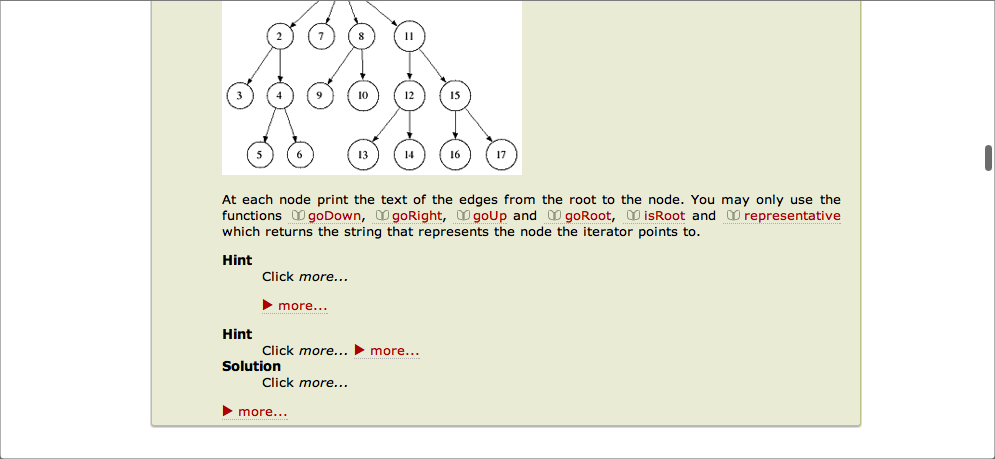 2 7 8 11
3 4 9 10 12 15
5 6 13 14 16 17
At each node print the text of the edges from the root to the node. You may only use the
functions goDown, goRight, goUp and goRoot, isRoot and representative
which returns the string that represents the node the iterator points to.
Hint
Click more...
more...
Hint
Click more... more...
Solution
Click more...
more...